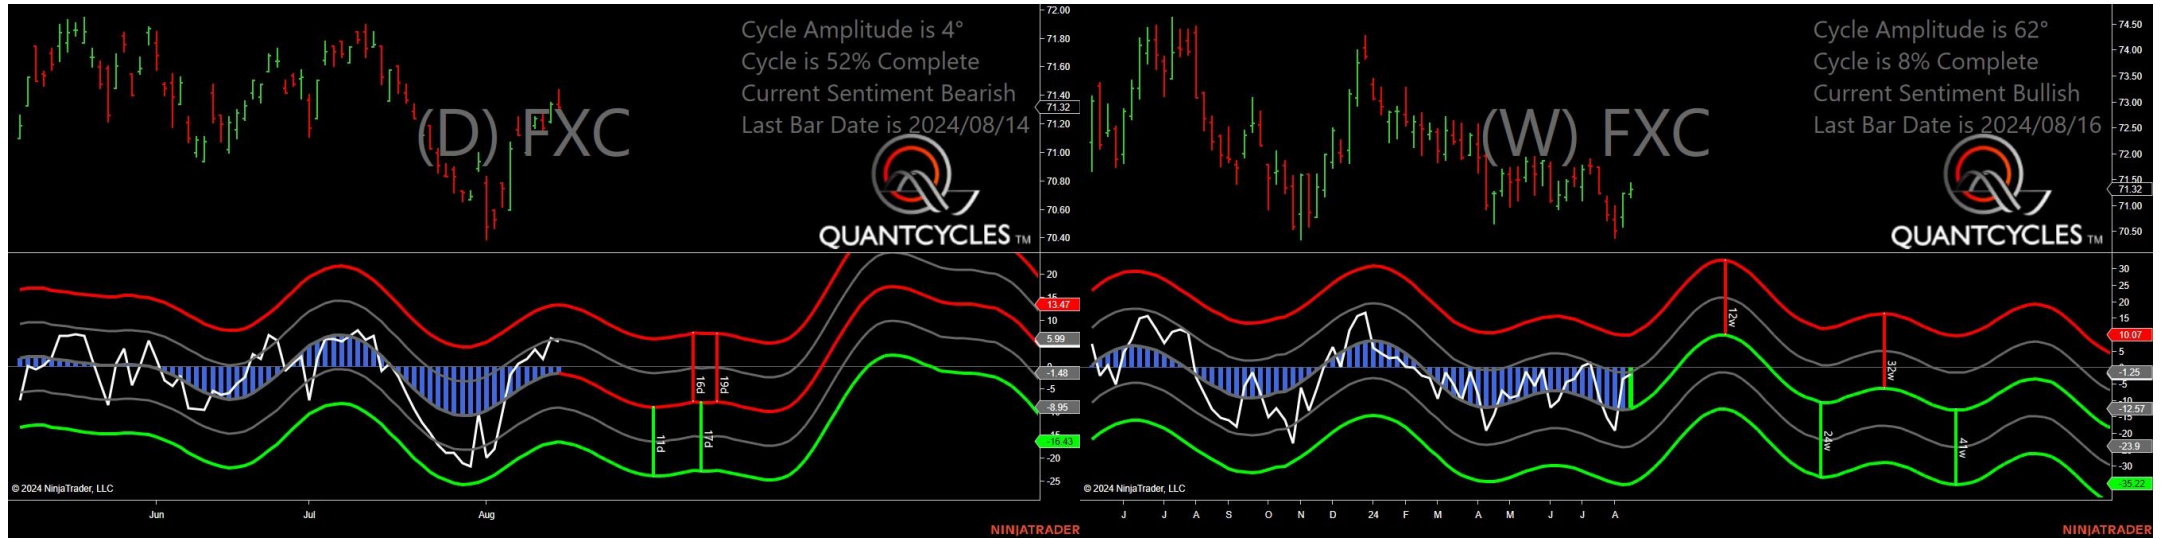 Cycle Amplitude is 4°
Cycle is 52% Complete
Current Sentiment Bearish
Last Bar Date is 2024/08/14
(D) FXC
QUANTCYCLES TM
72.00
71.80
71.60
71.40
71.32
71.20
71.00
70.80
70.60
70.40
20
13.47
10
5.99
-1.48
-5
-8.95
-16.43
-20
-25
11d
16d
17d
19d
© 2024 NinjaTrader, LLC
Jun Jul Aug
NINJATRADER
Cycle Amplitude is 62°
Cycle is 8% Complete
Current Sentiment Bullish
Last Bar Date is 2024/08/16
(W) FXC
QUANTCYCLES TM
74.50
74.00
73.50
73.00
72.50
72.00
71.50
71.32
71.00
70.50
30
25
20
15
10.07
5
-1.25
-5
-12.57
-15
-20
-23.9
-30
-35.22
12w
24w
32w
41w
© 2024 NinjaTrader, LLC
J J A S O N D 24 F M A M J J A
NINJATRADER